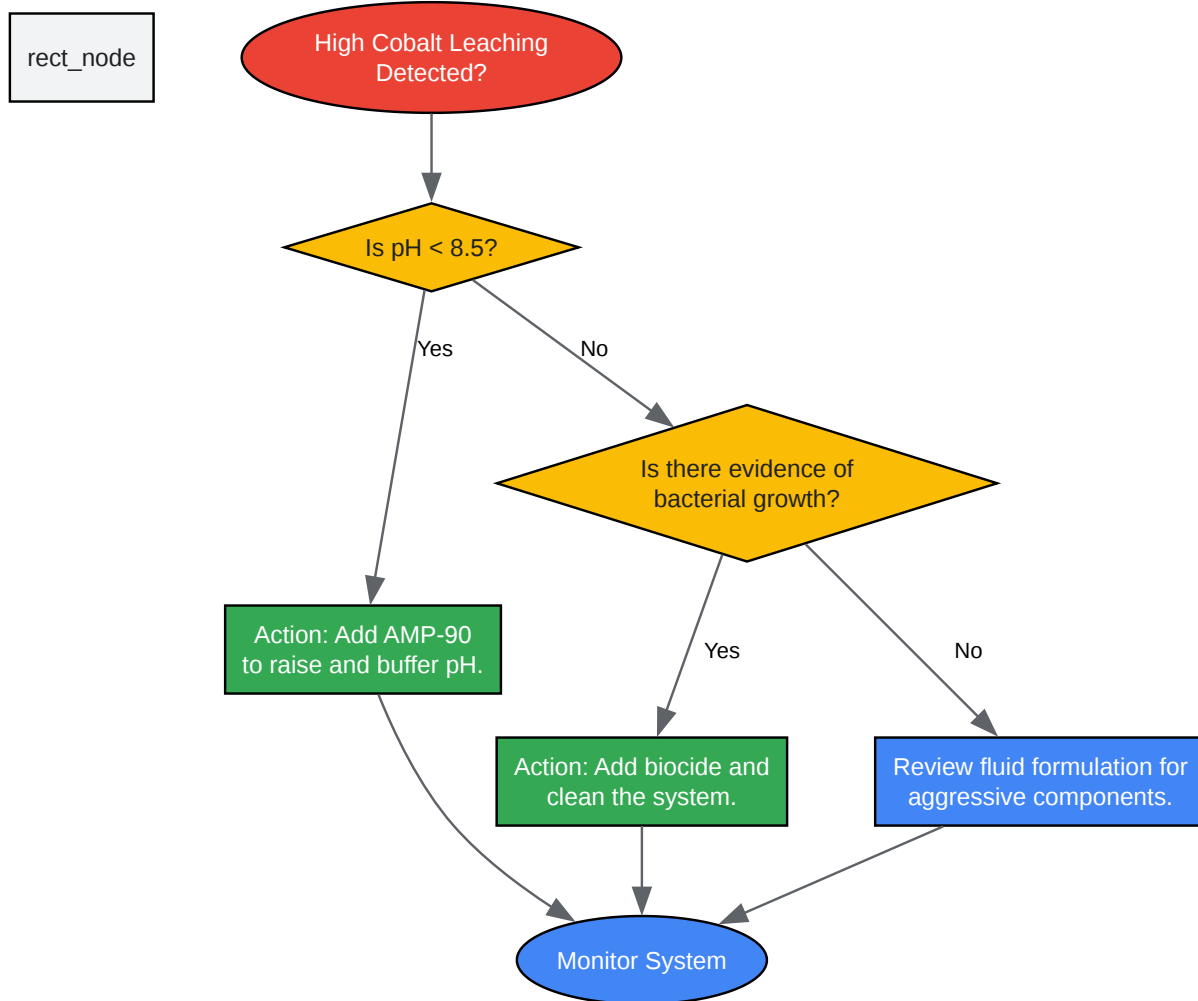 rect_node
High Cobalt Leaching
Detected?
Is pH < 8.5?
Yes
No
Is there evidence of
bacterial growth?
Action: Add AMP-90
to raise and buffer pH.
Yes
No
Action: Add biocide and
clean the system.
Review fluid formulation for
aggressive components.
Monitor System